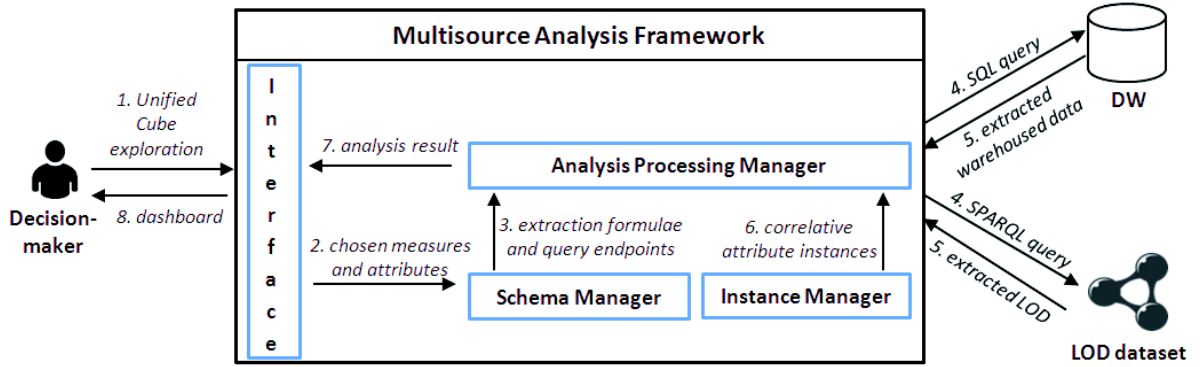 Multisource Analysis Framework
1. Unified
Cube
exploration
Decision-
maker
8. dashboard
I
n
t
e
r
f
a
c
e
7. analysis result
Analysis Processing Manager
2. chosen measures
and attributes
3. extraction formulae
and query endpoints
6. correlative
attribute instances
Schema Manager
Instance Manager
4. SQL query
5. extracted
warehoused data
DW
4. SPARQL query
5. extracted LOD
LOD dataset